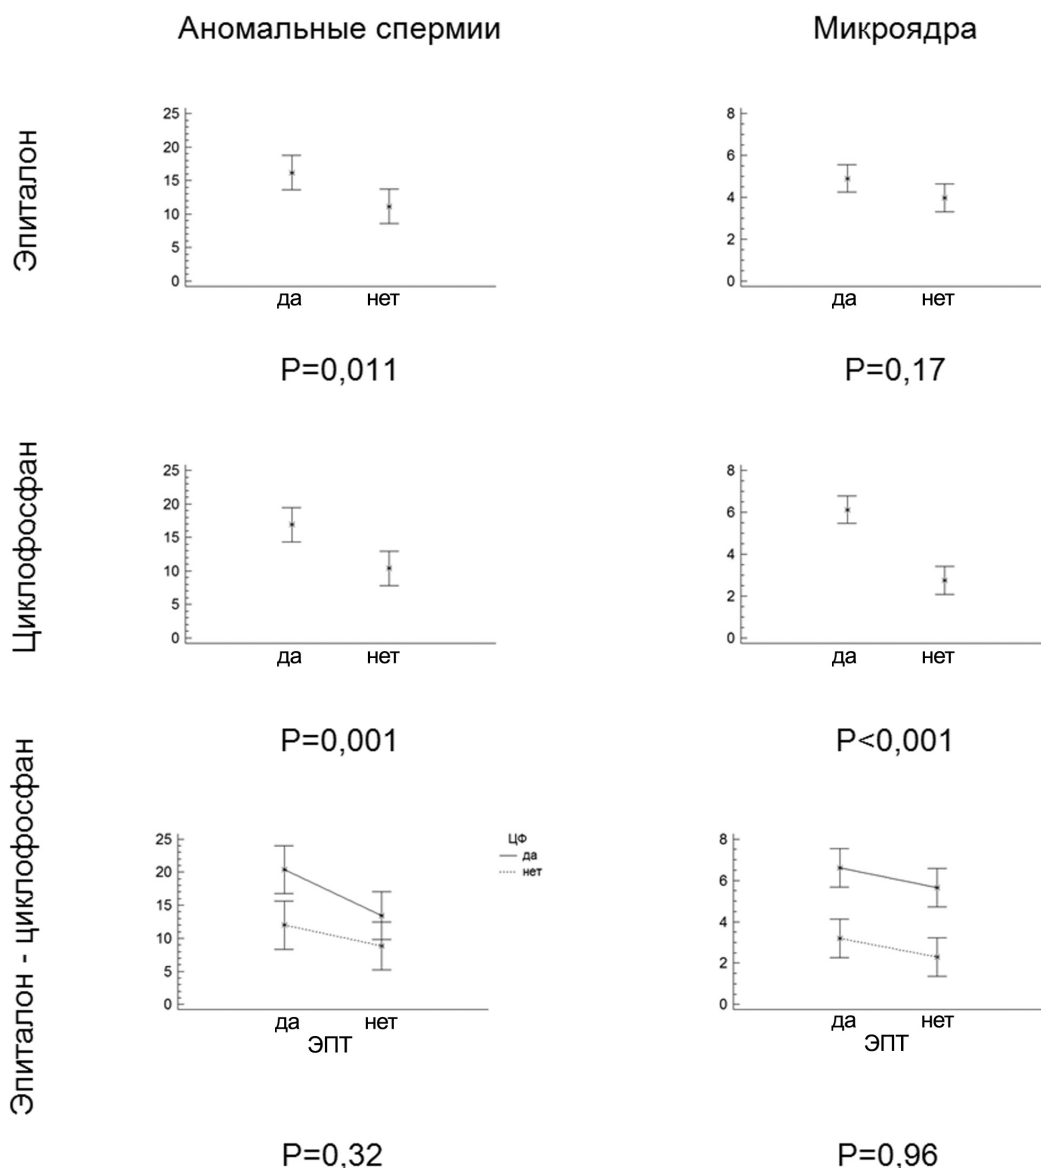 Аномальные спермии
Микроядра
Эпиталон
25
20
15
10
5
0
да нет
P=0,011
8
6
4
2
0
да нет
P=0,17
Циклофосфан
25
20
15
10
5
0
да нет
P=0,001
8
6
4
2
0
да нет
P<0,001
Эпиталон - циклофосфан
25
20
15
10
5
0
да нет
ЭПТ
ЦФ
да
нет
P=0,32
8
6
4
2
0
да нет
ЭПТ
P=0,96